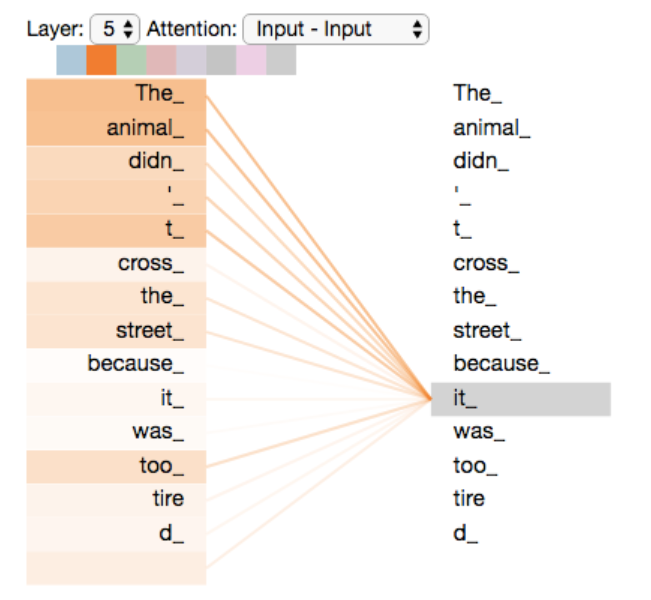 Layer: 5 Attention: Input - Input
The_ The_
animal_ animal_
didn_ didn_
'_ '_
t_ t_
cross_ cross_
the_ the_
street_ street_
because_ because_
it_ it_
was_ was_
too_ too_
tire tire
d_ d_